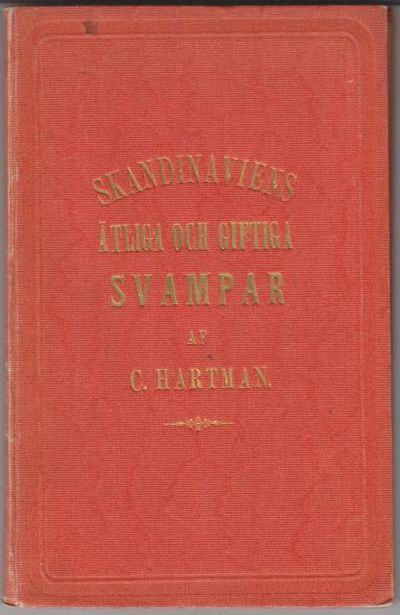 SKANDINAVIENS
ÄTLIGA OCH GIFTIGA
SVAMPAR
AF
C. HARTMAN.